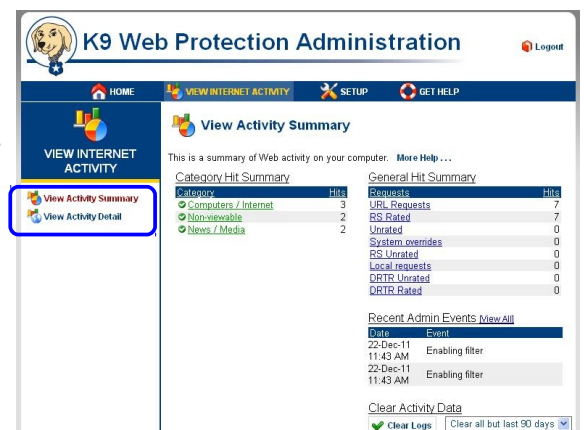 K9 Web Protection Administration
Logout
HOME
VIEW INTERNET ACTIVITY
SETUP
GET HELP
VIEW INTERNET
ACTIVITY
View Activity Summary
View Activity Detail
View Activity Summary
This is a summary of Web activity on your computer. More Help . . .
Category Hit Summary
Category Hits
Computers / Internet 3
Non-viewable 2
News / Media 2
General Hit Summary
Requests Hits
URL Requests 7
RS Rated 7
Unrated 0
System overrides 0
RS Unrated 0
Local requests 0
DRTR Unrated 0
DRTR Rated 0
Recent Admin Events [View All]
Date Event
22-Dec-11
11:43 AM Enabling filter
22-Dec-11
11:43 AM Enabling filter
Clear Activity Data
Clear Logs Clear all but last 90 days